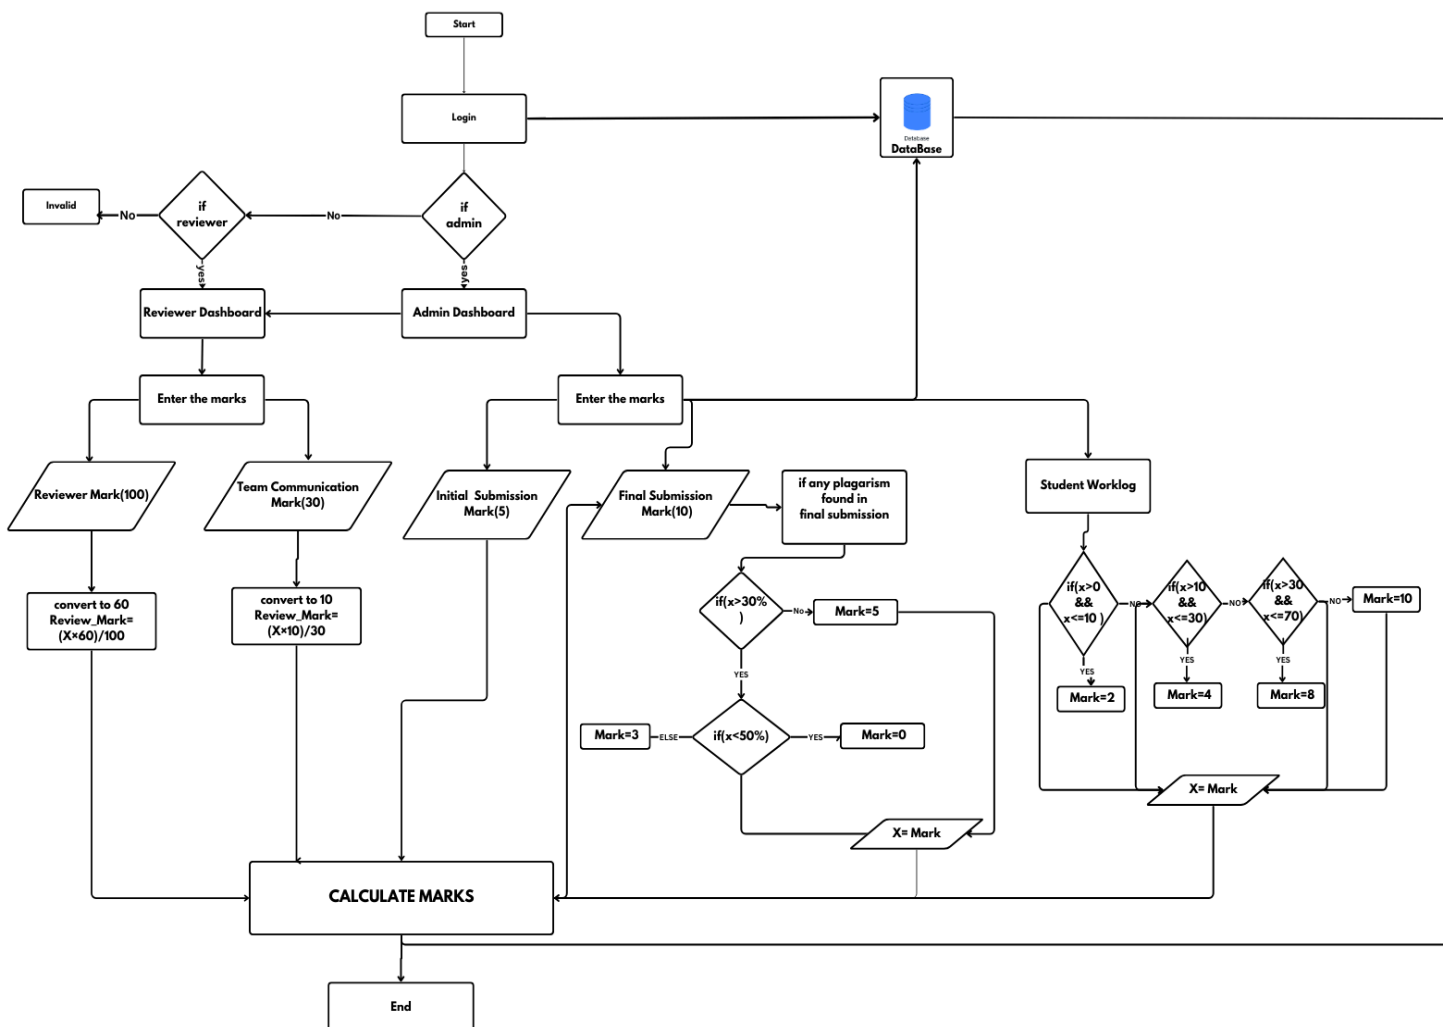 Start
Login
Database
DataBase
Invalid
No
if
reviewer
No
if
admin
yes
yes
Reviewer Dashboard
Admin Dashboard
Enter the marks
Enter the marks
Reviewer Mark(100)
Team Communication
Mark(30)
Initial Submission
Mark(5)
Final Submission
Mark(10)
if any plagarism
found in
final submission
Student Worklog
convert to 60
Review_Mark=
(X×60)/100
convert to 10
Review_Mark=
(X×10)/30
if(x>30%
)
No
Mark=5
if(x>0
&&
x<=10 )
NO
if(x>10
&&
x<=30)
NO
if(x>30
&&
x<=70)
NO
Mark=10
YES
YES
YES
YES
Mark=2
Mark=4
Mark=8
Mark=3
ELSE
if(x<50%)
YES
Mark=0
X= Mark
X= Mark
CALCULATE MARKS
End